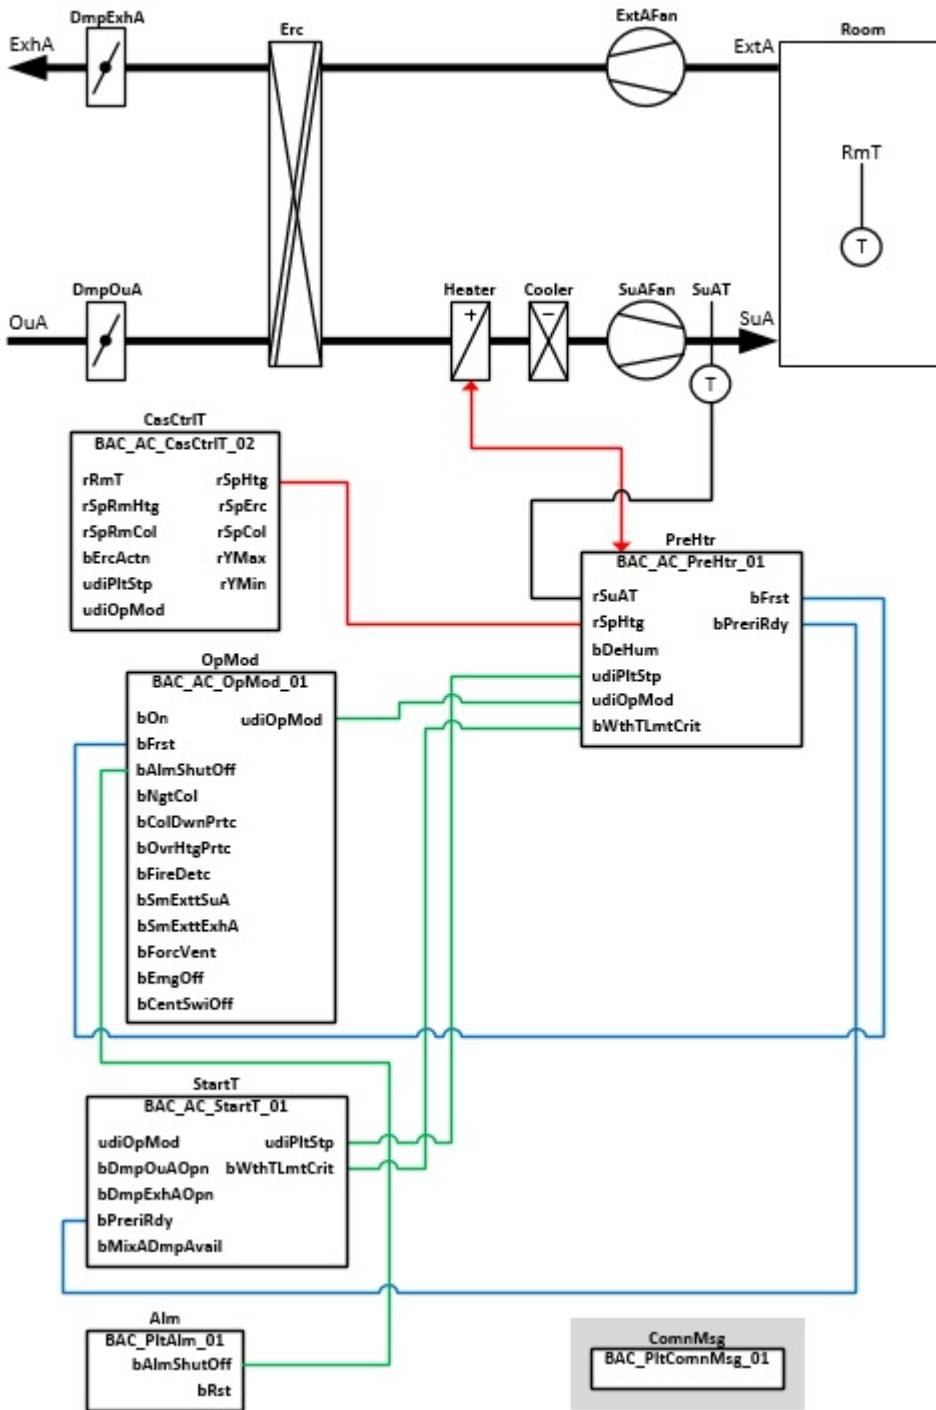 DmpExhA
Erc
ExtAFan
Room
ExhA
ExtA
RmT
T
DmpOuA
Heater
Cooler
SuAFan
SuAT
OuA
+
−
SuA
T
CasCtrlT
BAC_AC_CasCtrlT_02
rRmT rSpHtg
rSpRmHtg rSpErc
rSpRmCol rSpCol
bErcActn rYMax
udiPltStp rYMin
udiOpMod
PreHtr
BAC_AC_PreHtr_01
rSuAT bFrst
rSpHtg bPreriRdy
bDeHum
udiPltStp
udiOpMod
bWthTLmtCrit
OpMod
BAC_AC_OpMod_01
bOn udiOpMod
bFrst
bAlmShutOff
bNgtCol
bColDwnPrtc
bOvrHtgPrtc
bFireDetc
bSmExttSuA
bSmExttExhA
bForcVent
bEmgOff
bCentSwiOff
StartT
BAC_AC_StartT_01
udiOpMod udiPltStp
bDmpOuAOpn bWthTLmtCrit
bDmpExhAOpn
bPreriRdy
bMixADmpAvail
Alm
BAC_PltAlm_01
bAlmShutOff
bRst
ComnMsg
BAC_PltComnMsg_01